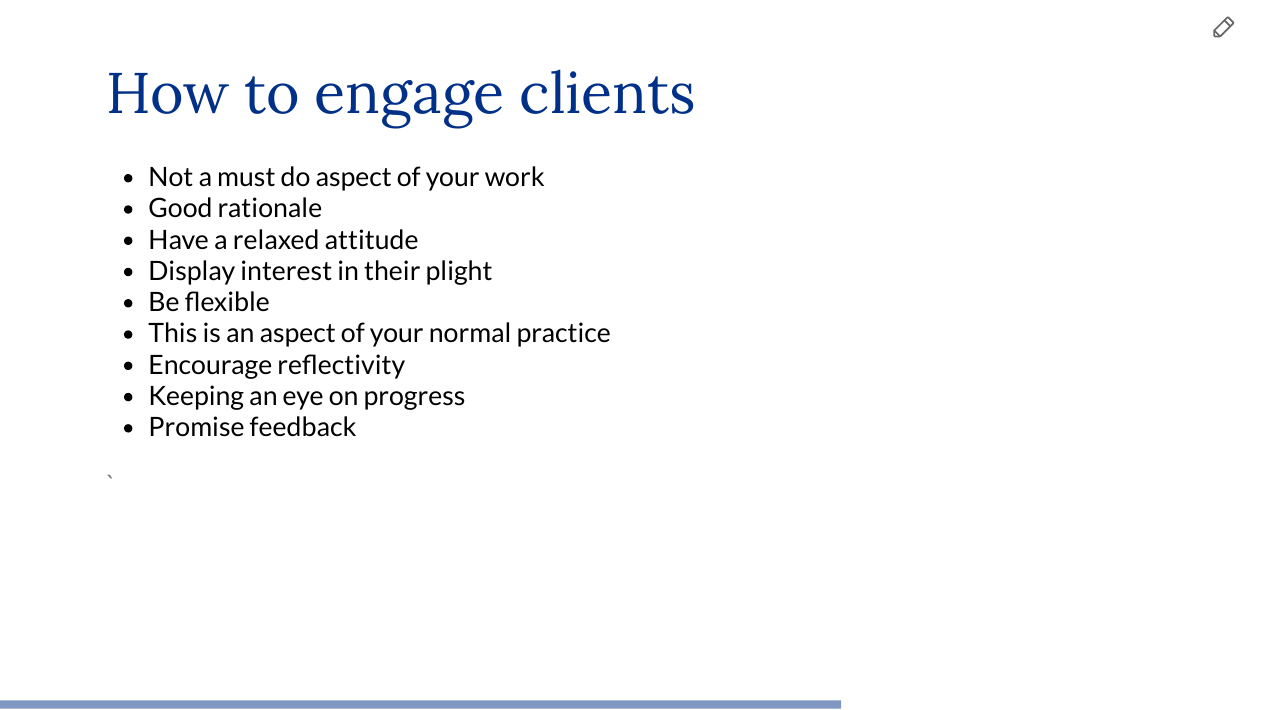 How to engage clients
• Not a must do aspect of your work
• Good rationale
• Have a relaxed attitude
• Display interest in their plight
• Be flexible
• This is an aspect of your normal practice
• Encourage reflectivity
• Keeping an eye on progress
• Promise feedback
`